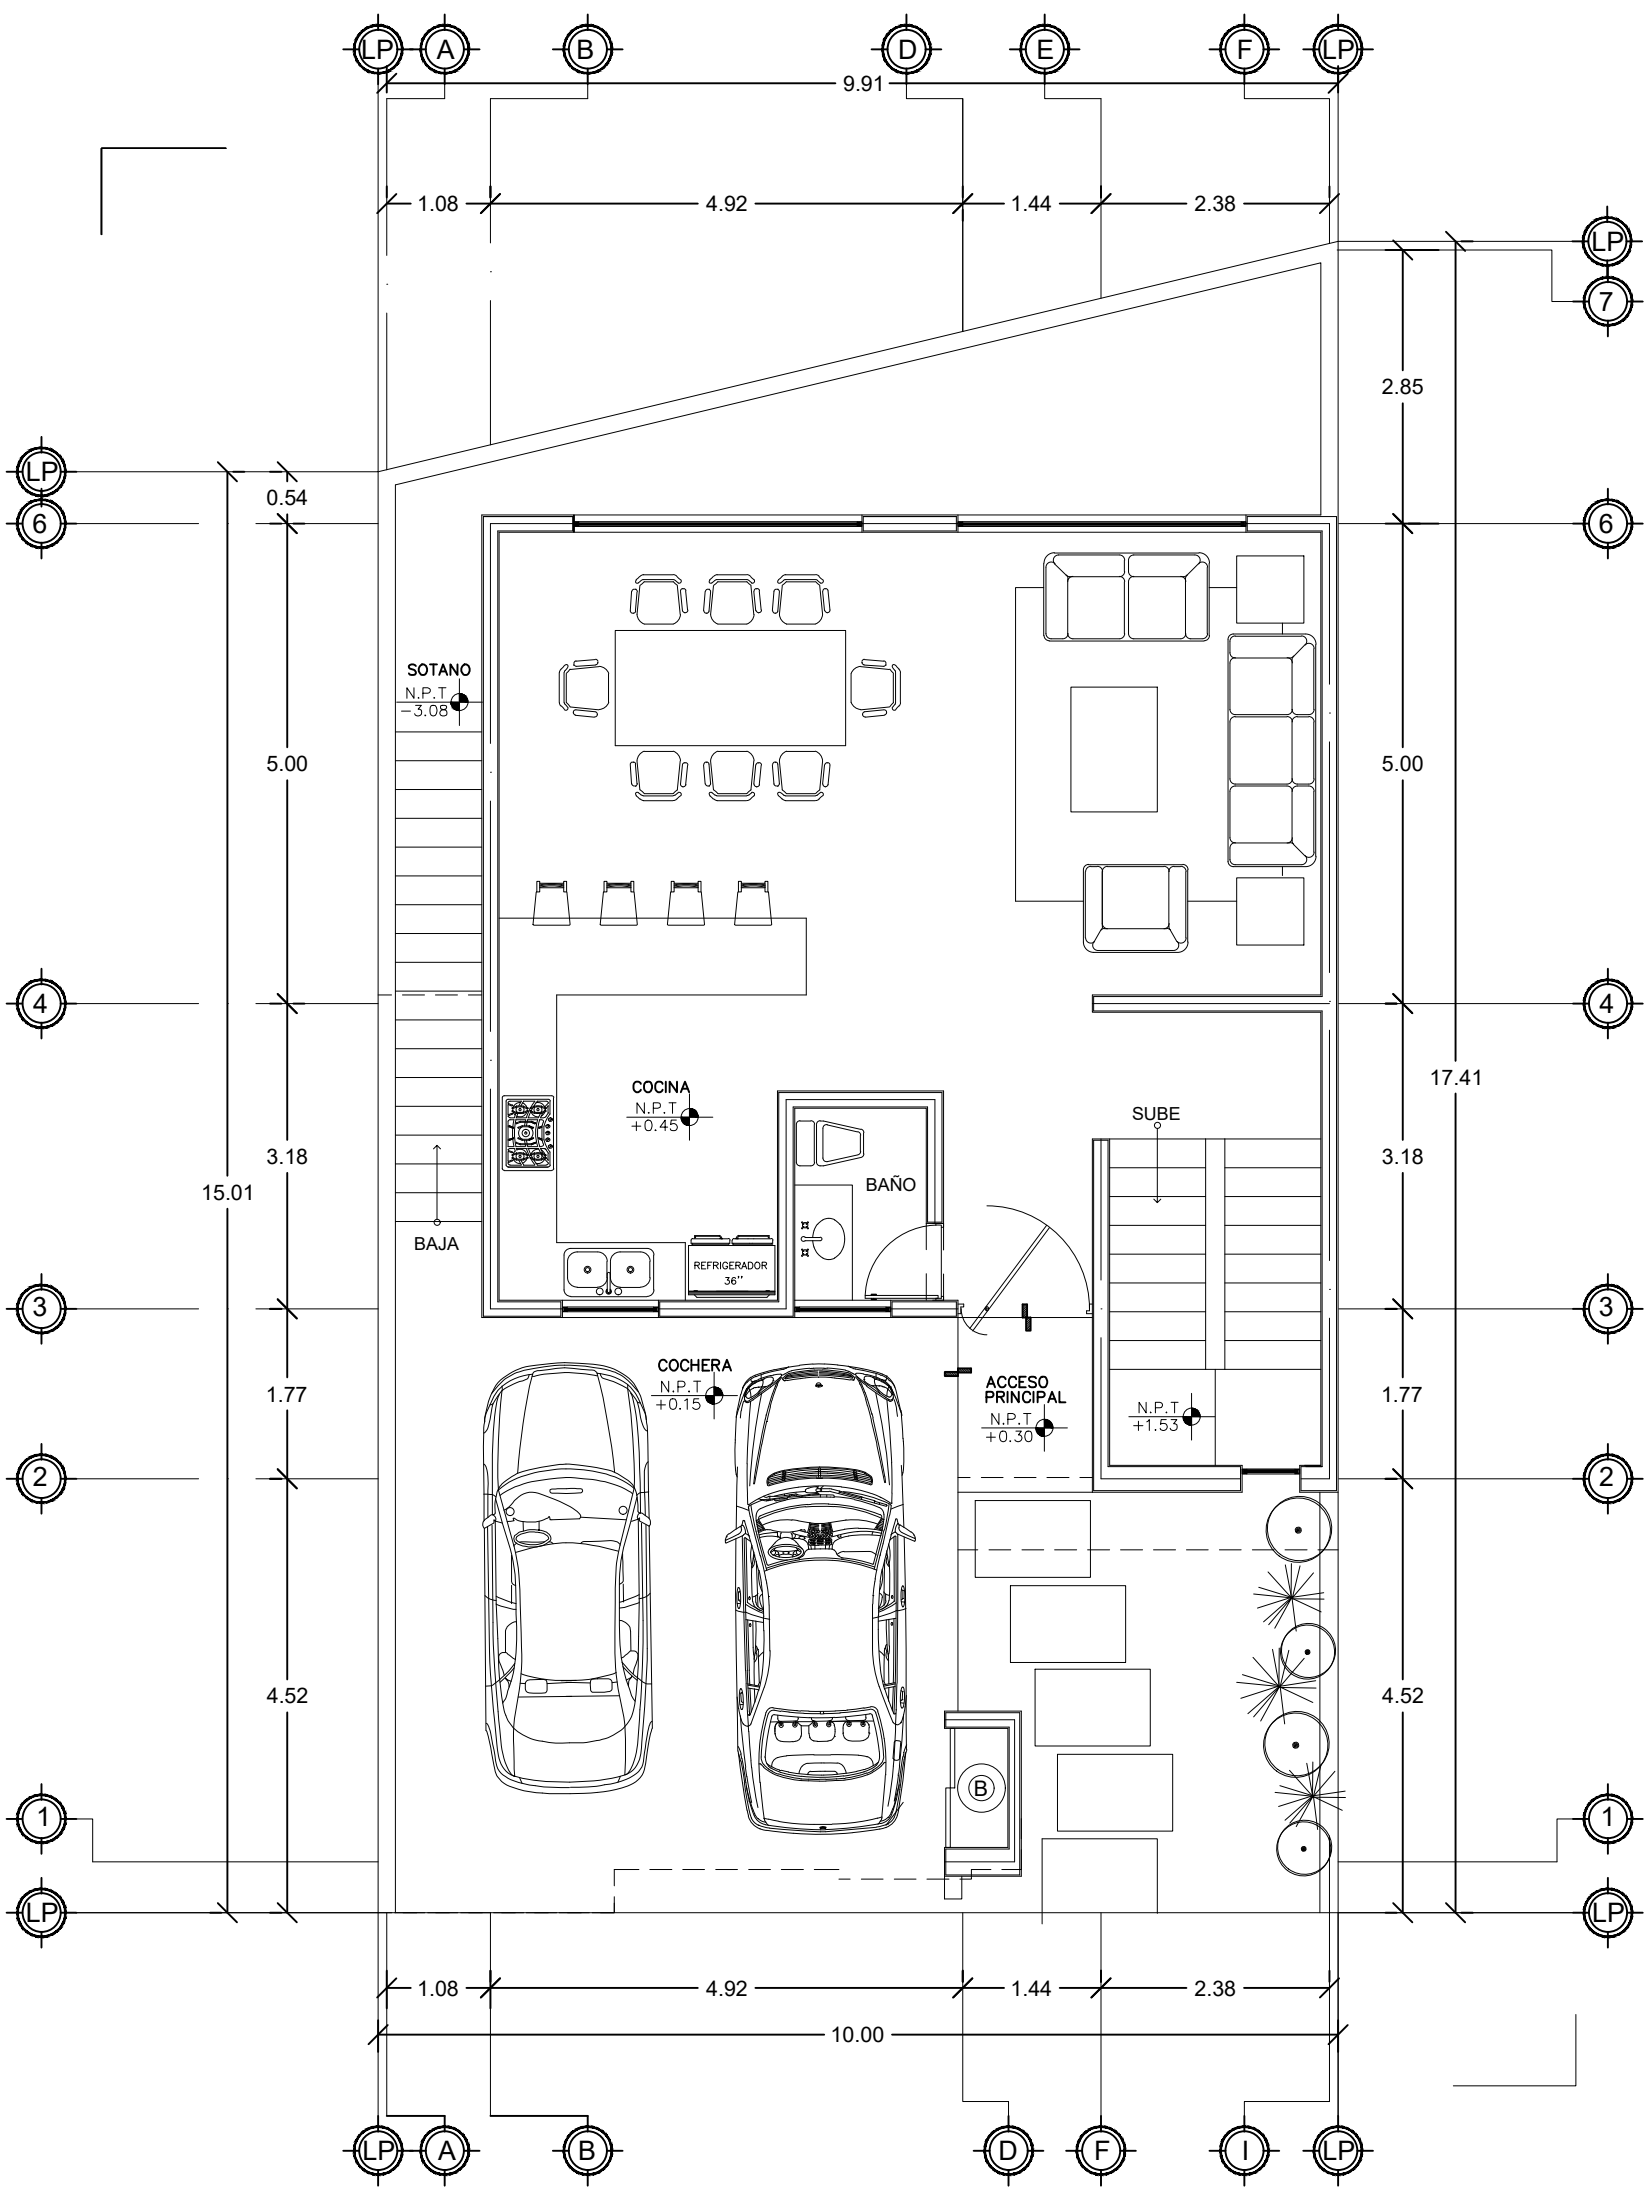 LP A B D E F LP
9.91
1.08 4.92 1.44 2.38
LP
7
2.85
LP
0.54
6
6
SOTANO
N.P.T
−3.08
5.00
5.00
4
4
17.41
COCINA
N.P.T
+0.45
SUBE
3.18
3.18
15.01
BAÑO
BAJA
REFRIGERADOR
36''
3
3
COCHERA
N.P.T
+0.15
ACCESO
PRINCIPAL
N.P.T
+0.30
N.P.T
+1.53
1.77
1.77
2
2
4.52
4.52
B
1
1
LP
LP
1.08 4.92 1.44 2.38
10.00
LP A B D F I LP